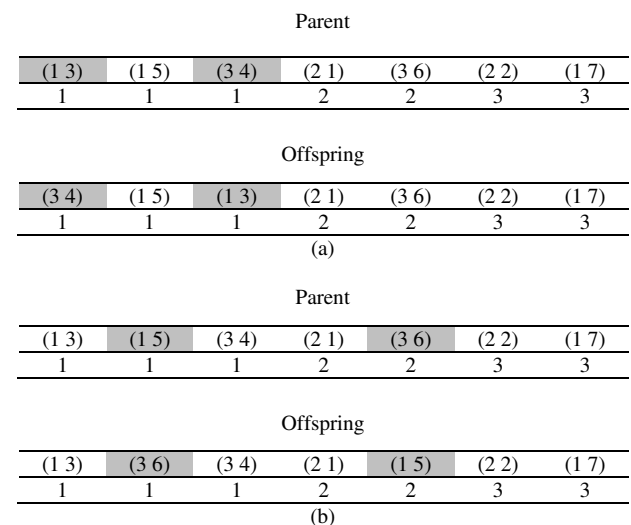 Parent
(1 3) (1 5) (3 4) (2 1) (3 6) (2 2) (1 7)
1 1 1 2 2 3 3
Offspring
(3 4) (1 5) (1 3) (2 1) (3 6) (2 2) (1 7)
1 1 1 2 2 3 3
(a)
Parent
(1 3) (1 5) (3 4) (2 1) (3 6) (2 2) (1 7)
1 1 1 2 2 3 3
Offspring
(1 3) (3 6) (3 4) (2 1) (1 5) (2 2) (1 7)
1 1 1 2 2 3 3
(b)